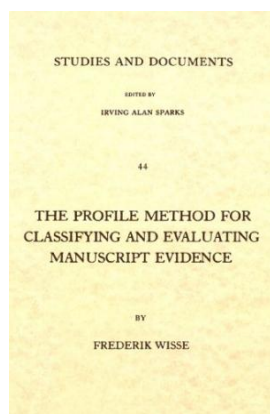 STUDIES AND DOCUMENTS
EDITED BY
IRVING ALAN SPARKS
44
THE PROFILE METHOD FOR
CLASSIFYING AND EVALUATING
MANUSCRIPT EVIDENCE
BY
FREDERIK WISSE